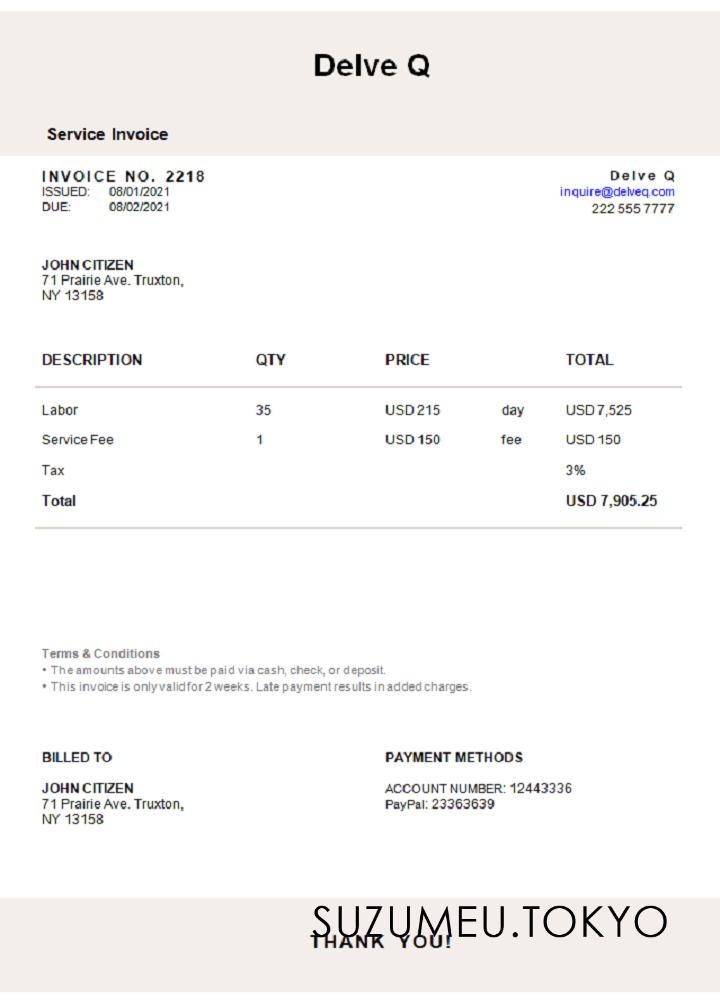 Delve Q
Service Invoice
INVOICE NO. 2218
ISSUED: 08/01/2021
DUE: 08/02/2021
Delve Q
inquire@delveq.com
222 555 7777
JOHN CITIZEN
71 Prairie Ave. Truxton,
NY 13158
DESCRIPTION QTY PRICE TOTAL
Labor 35 USD 215 day USD 7,525
Service Fee 1 USD 150 fee USD 150
Tax 3%
Total USD 7,905.25
Terms & Conditions
• The amounts above must be paid via cash, check, or deposit.
• This invoice is only valid for 2 weeks. Late payment results in added charges.
BILLED TO
JOHN CITIZEN
71 Prairie Ave. Truxton,
NY 13158
PAYMENT METHODS
ACCOUNT NUMBER: 12443336
PayPal: 23363639
SUZUMEU.TOKYO
THANK YOU!